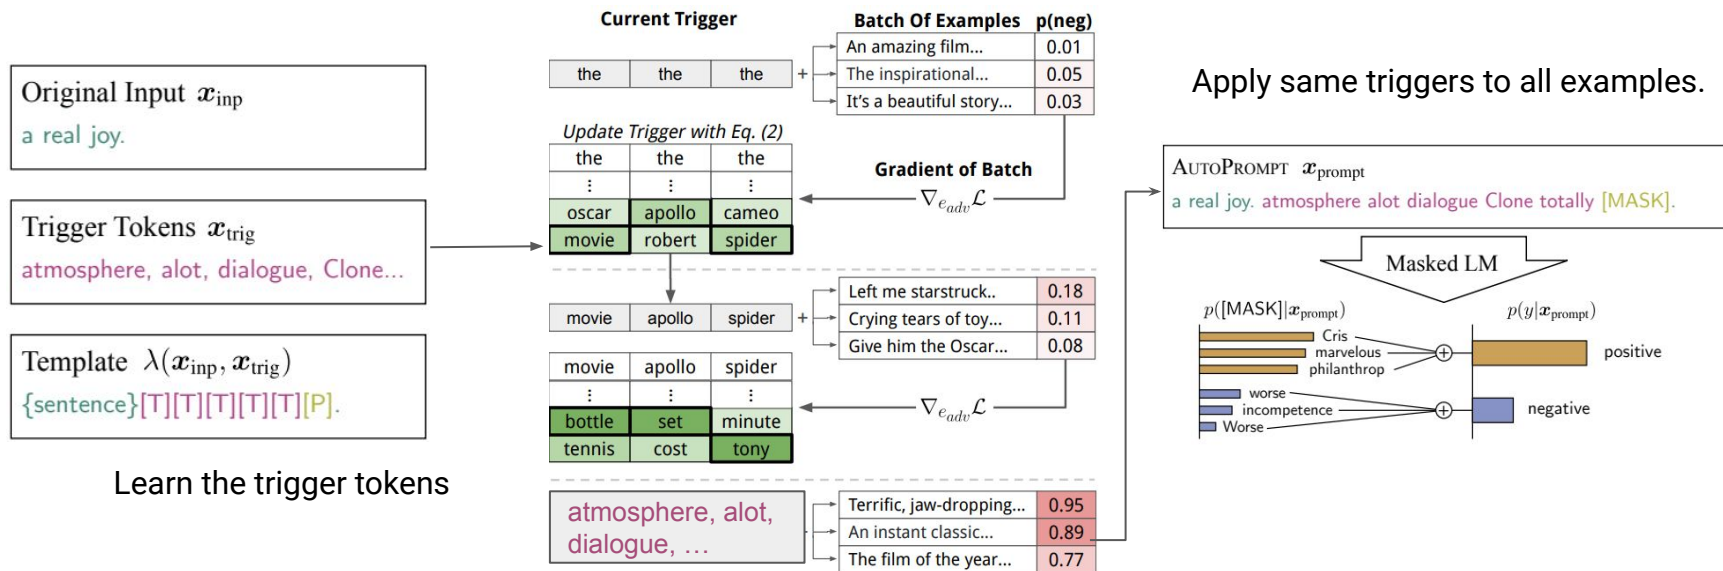 Original Input x_inp
a real joy.
Trigger Tokens x_trig
atmosphere, alot, dialogue, Clone...
Template λ(x_inp, x_trig)
{sentence}[T][T][T][T][T][P].
Learn the trigger tokens
Current Trigger
Batch Of Examples p(neg)
the the the +
An amazing film... 0.01
The inspirational... 0.05
It's a beautiful story... 0.03
Update Trigger with Eq. (2)
the the the
⋮ ⋮ ⋮
oscar apollo cameo
movie robert spider
Gradient of Batch
∇e_adv L
movie apollo spider +
Left me starstruck.. 0.18
Crying tears of toy... 0.11
Give him the Oscar... 0.08
movie apollo spider
⋮ ⋮ ⋮
bottle set minute
tennis cost tony
∇e_adv L
atmosphere, alot,
dialogue, ...
Terrific, jaw-dropping... 0.95
An instant classic... 0.89
The film of the year... 0.77
Apply same triggers to all examples.
AUTOPROMPT x_prompt
a real joy. atmosphere alot dialogue Clone totally [MASK].
Masked LM
p([MASK]|x_prompt) p(y|x_prompt)
Cris
marvelous
philanthrop
+
positive
worse
incompetence
Worse
+
negative